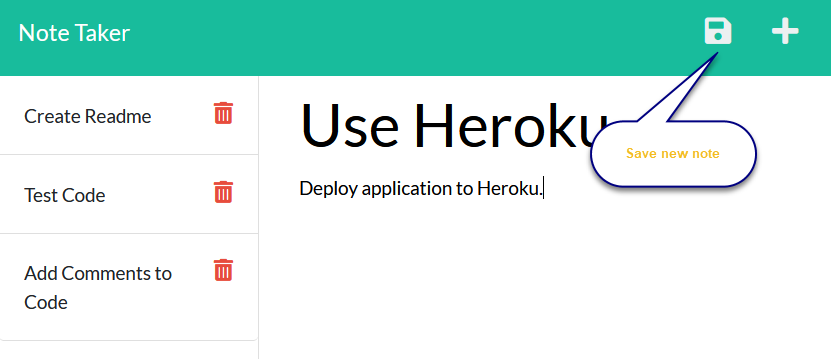 Note Taker
Create Readme
Test Code
Add Comments to
Code
Use Heroku
Deploy application to Heroku.
Save new note